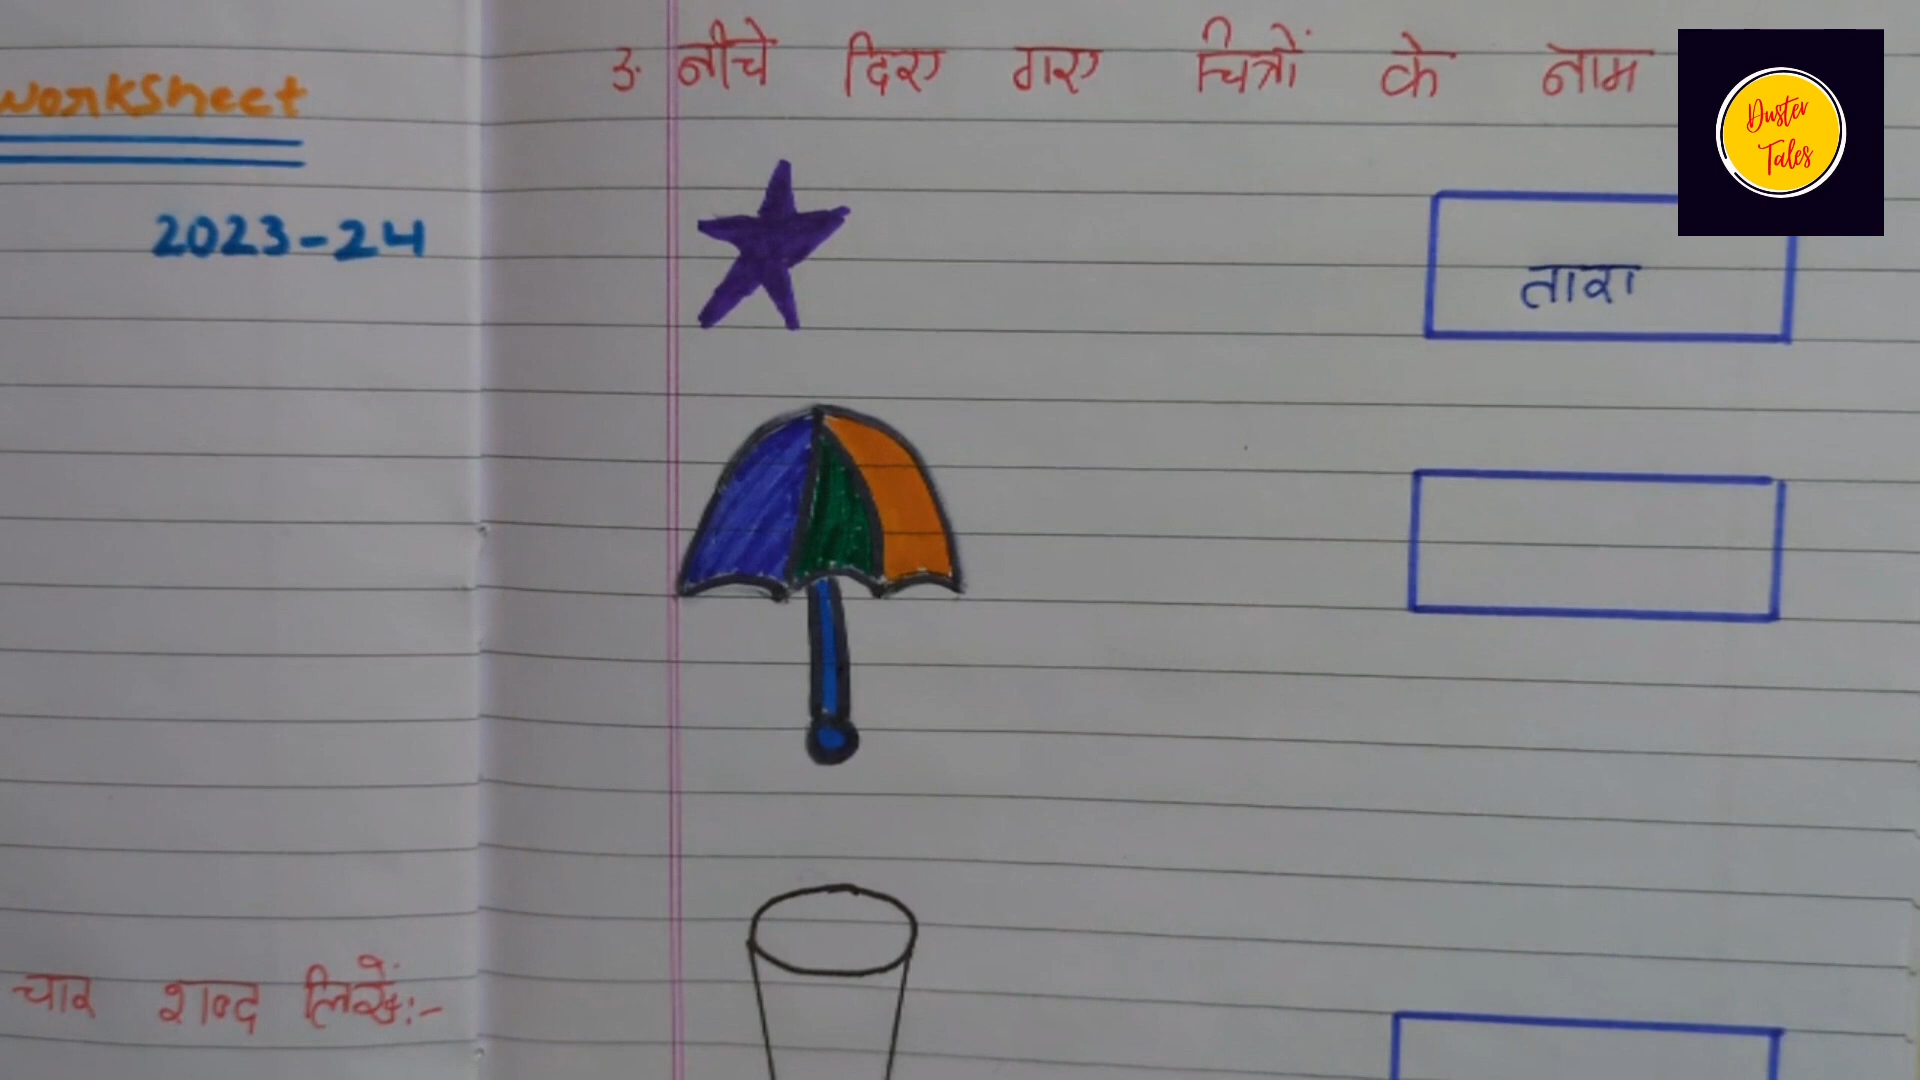 worksheet
2023-24
चार शब्द लिखें:-
3. नीचे दिए गए चित्रों के नाम
तारा
Duster
Tales